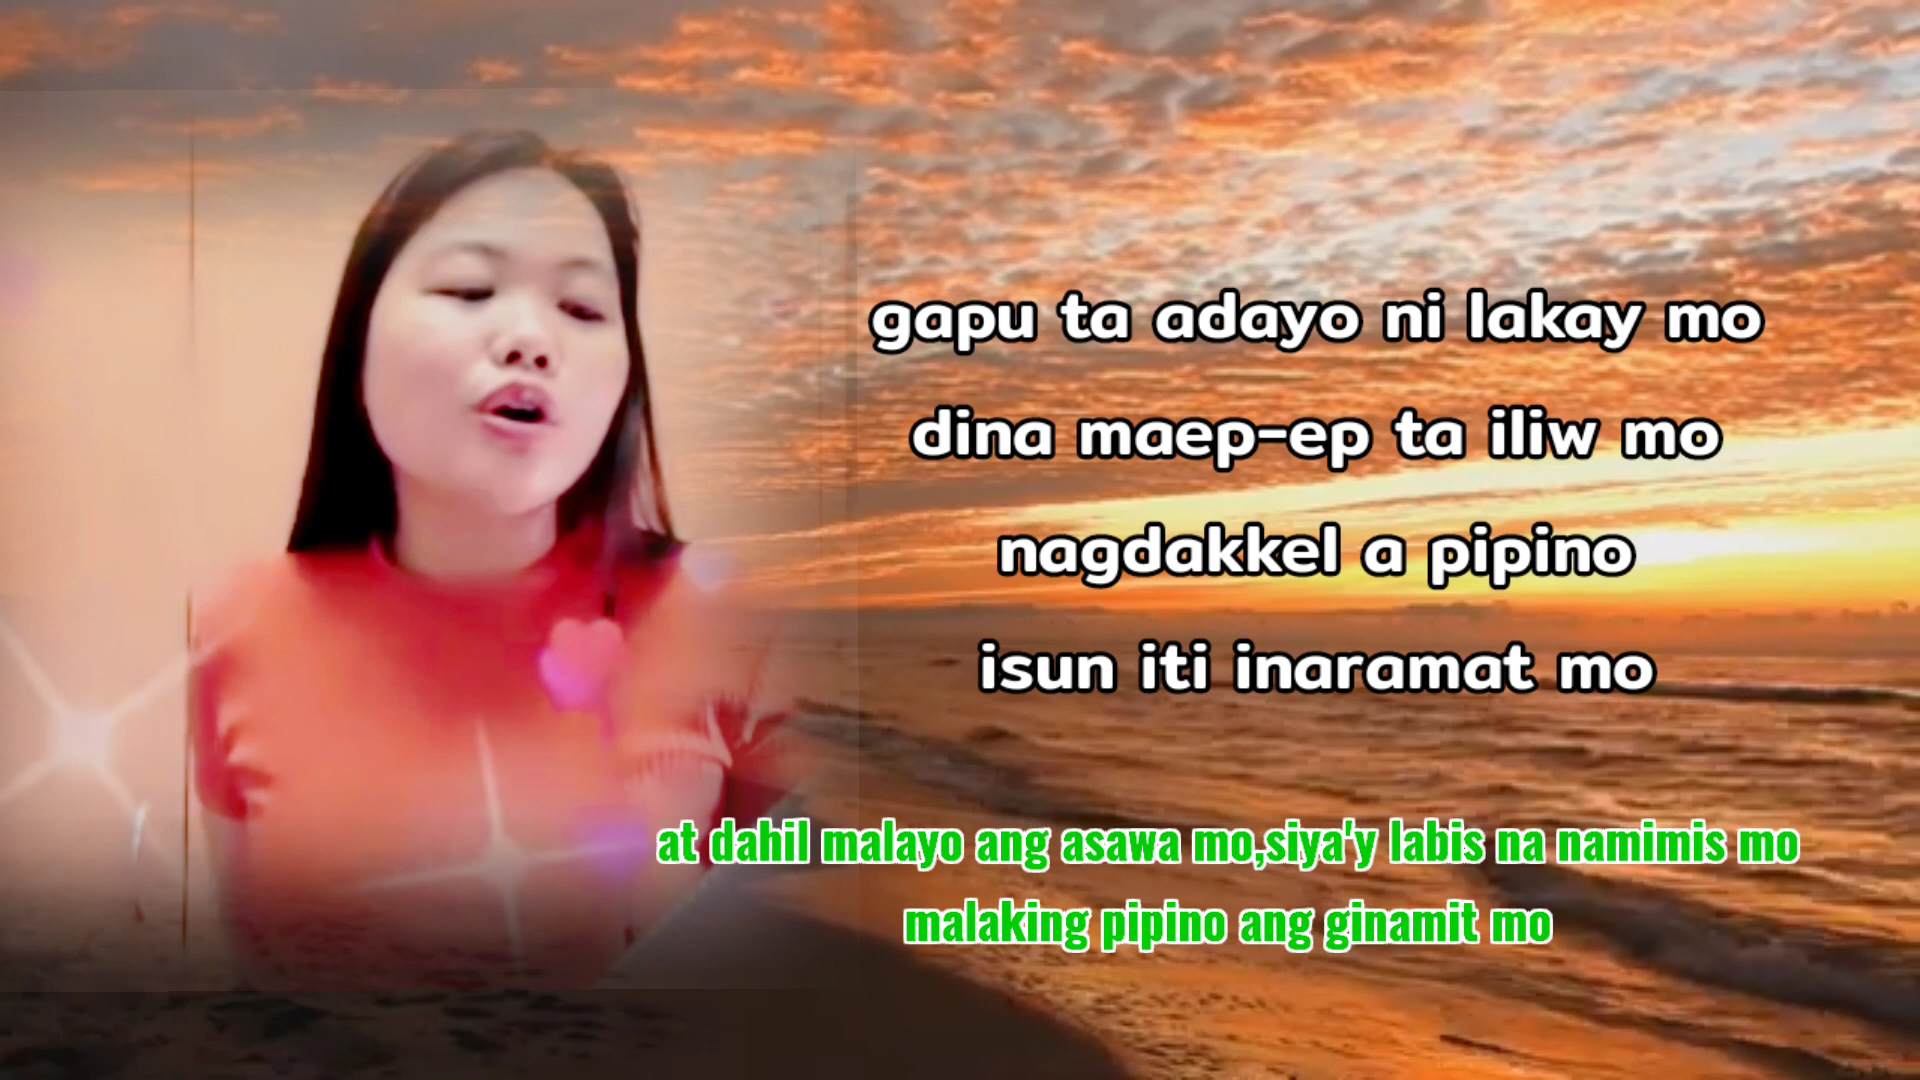 gapu ta adayo ni lakay mo
dina maep-ep ta iliw mo
nagdakkel a pipino
isun iti inaramat mo
at dahil malayo ang asawa mo,siya'y labis na namimis mo
malaking pipino ang ginamit mo